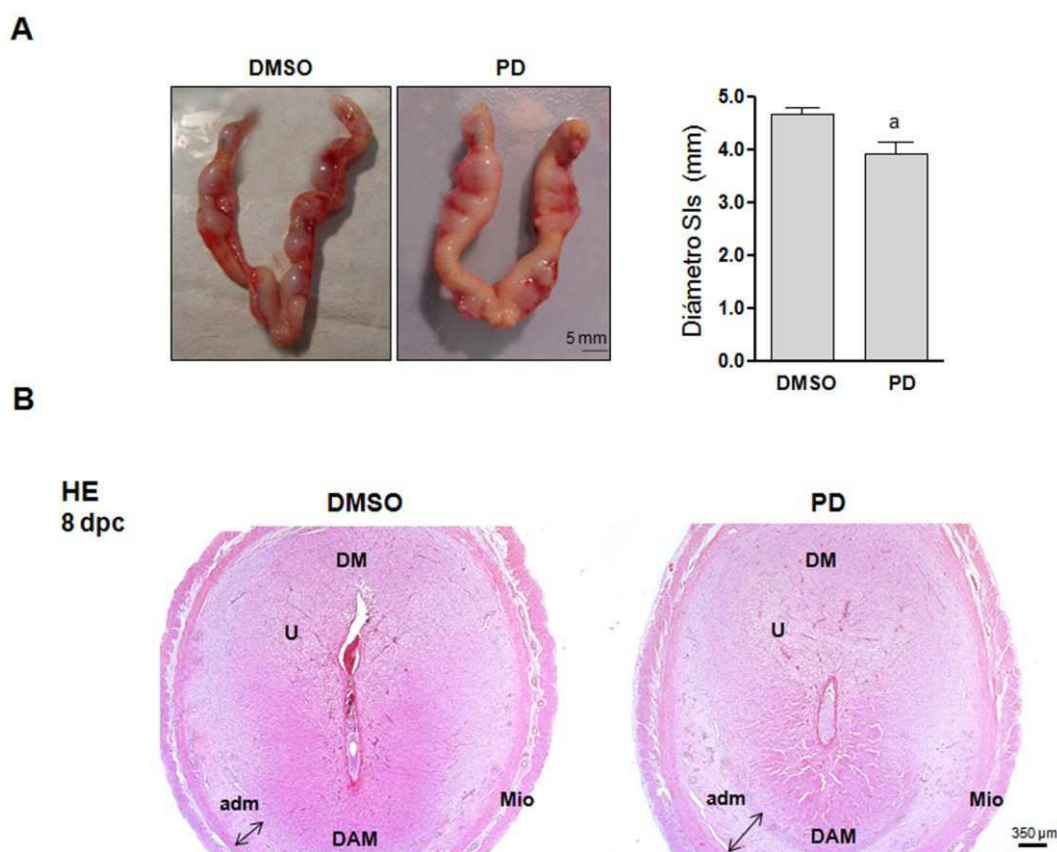 A
DMSO
PD
5 mm
Diámetro SIs (mm)
5.0
4.0
3.0
2.0
1.0
0.0
a
DMSO
PD
B
HE
8 dpc
DMSO
DM
U
adm
DAM
Mio
PD
DM
U
adm
DAM
Mio
350 µm